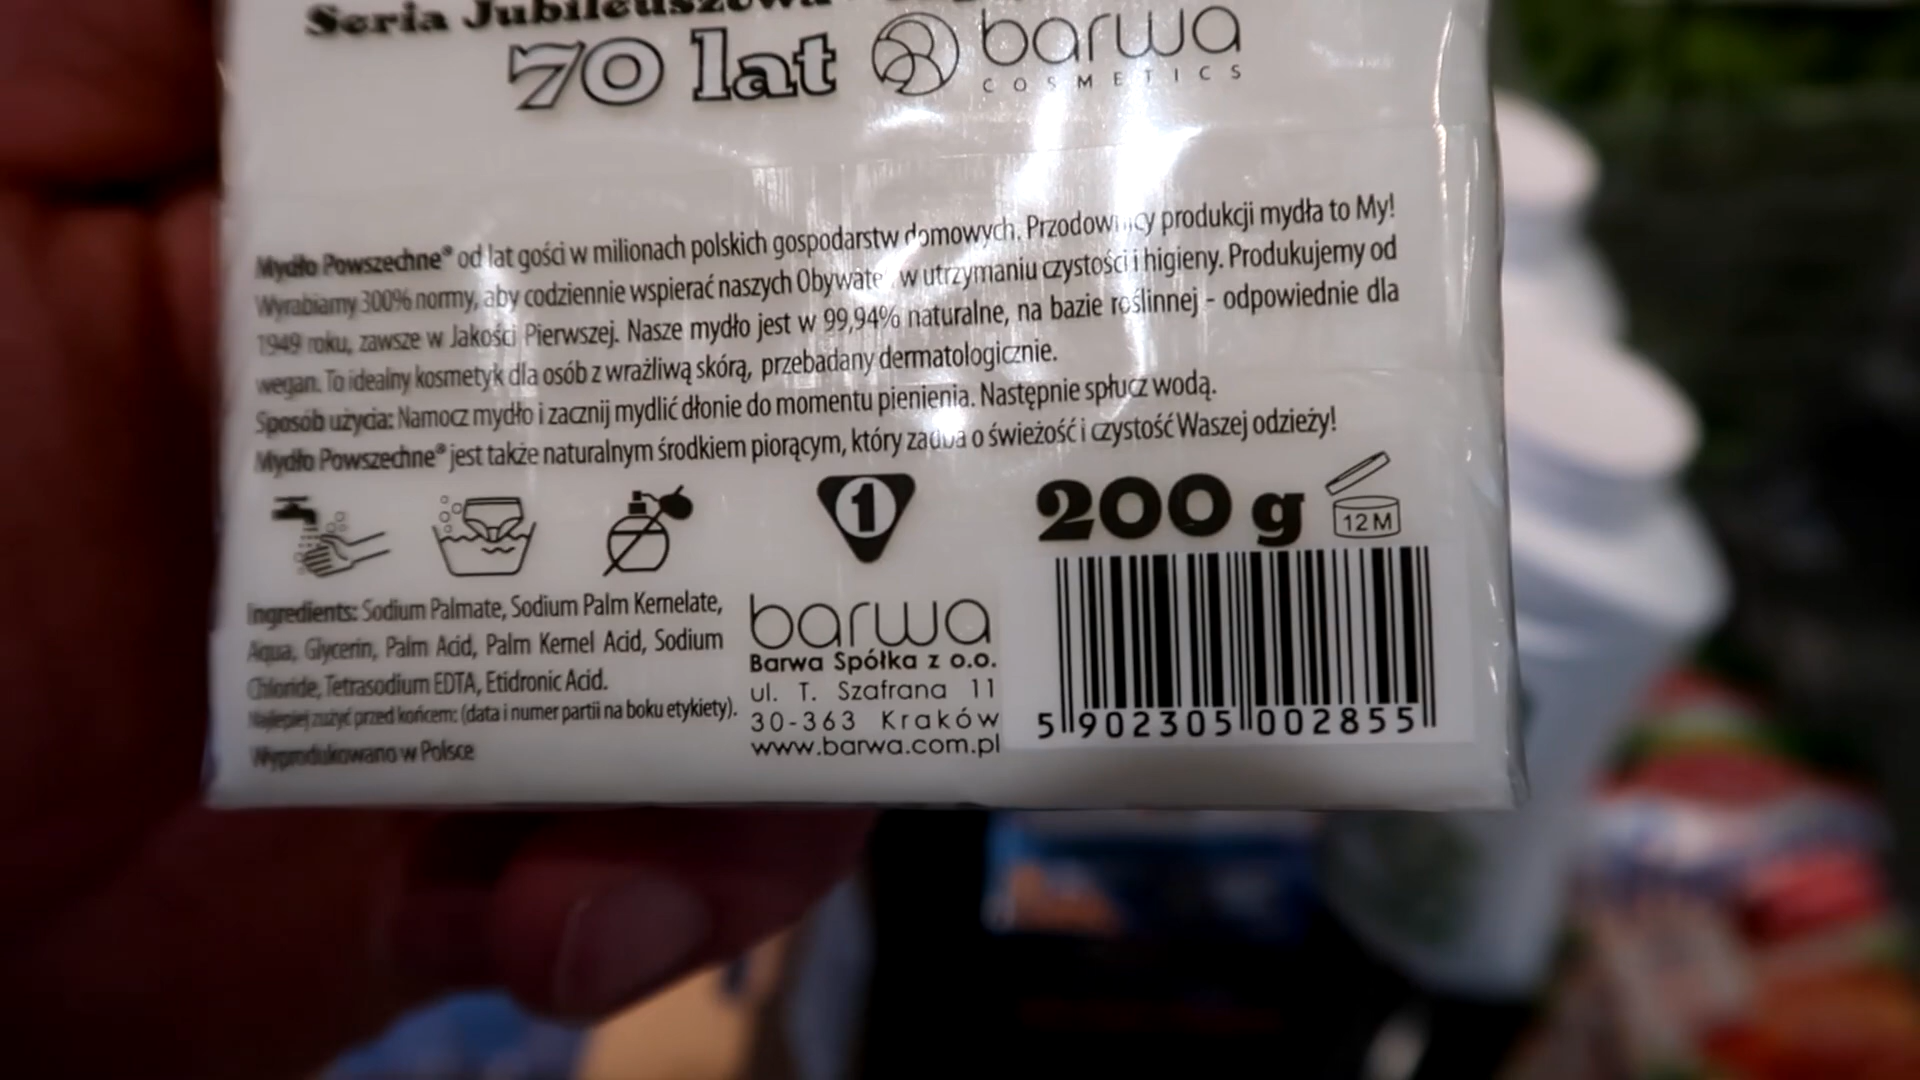 Seria Jubileuszowa
70 lat barwa
COSMETICS
Mydło Powszechne® od lat gości w milionach polskich gospodarstw domowych. Przodownicy produkcji mydła to My!
Wyrabiamy 300% normy, aby codziennie wspierać naszych w utrzymaniu czystości i higieny. Produkujemy od
1949 roku, zawsze w Jakości Pierwszej. Nasze mydło jest w 99,94% naturalne, na bazie roślinnej - odpowiednie dla
wegan. To idealny kosmetyk dla osób z wrażliwą skórą, przebadany dermatologicznie.
Sposób użycia: Namocz mydło i zacznij mydlić dłonie do momentu pienienia. Następnie spłucz wodą.
Mydło Powszechne® jest także naturalnym środkiem piorącym, który zadba o świeżość i czystość Waszej odzieży!
1
200 g
12 M
Ingredients: Sodium Palmate, Sodium Palm Kernelate,
Aqua, Glycerin, Palm Acid, Palm Kernel Acid, Sodium
Chloride, Tetrasodium EDTA, Etidronic Acid.
Najlepiej zużyć przed końcem: (data i numer partii na boku etykiety).
Wyprodukowano w Polsce
barwa
Barwa Spółka z o.o.
ul. T. Szafrana 11
30-363 Kraków
www.barwa.com.pl
5 902305 002855